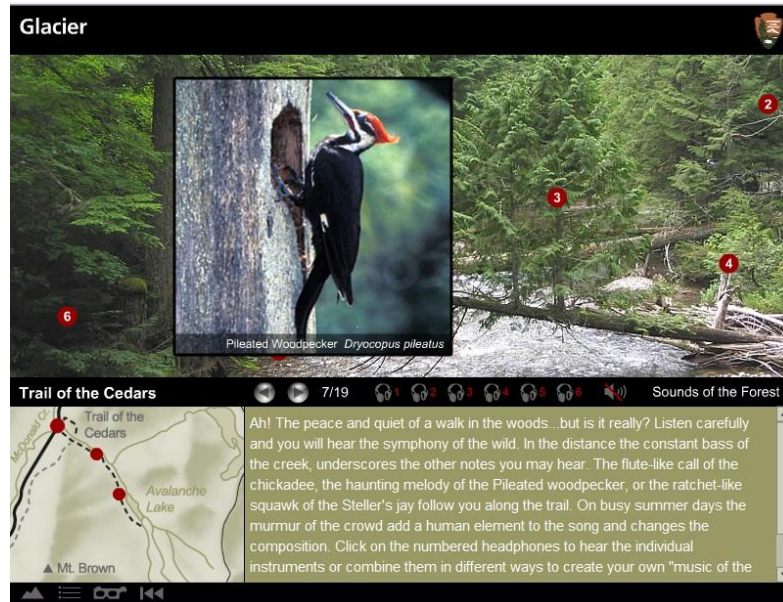 Glacier
2
3
4
6
Pileated Woodpecker Dryocopus pileatus
Trail of the Cedars
7/19
1 2 3 4 5 6
Sounds of the Forest
McDonald Cr.
Trail of the
Cedars
Avalanche
Lake
Mt. Brown
Ah! The peace and quiet of a walk in the woods...but is it really? Listen carefully
and you will hear the symphony of the wild. In the distance the constant bass of
the creek, underscores the other notes you may hear. The flute-like call of the
chickadee, the haunting melody of the Pileated woodpecker, or the ratchet-like
squawk of the Steller's jay follow you along the trail. On busy summer days the
murmur of the crowd add a human element to the song and changes the
composition. Click on the numbered headphones to hear the individual
instruments or combine them in different ways to create your own "music of the